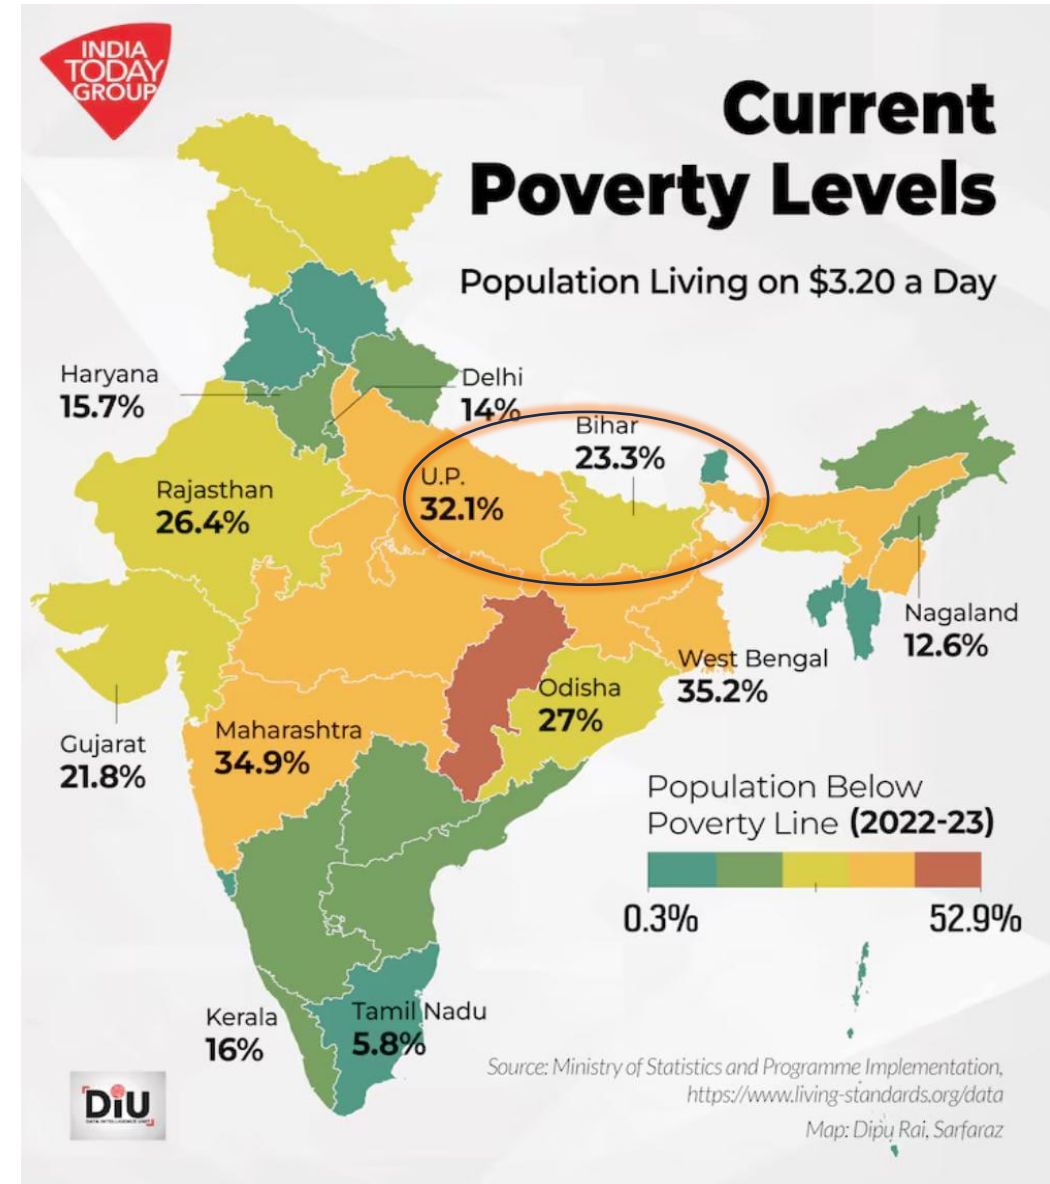 INDIA
TODAY
GROUP
Current
Poverty Levels
Population Living on $3.20 a Day
Haryana
15.7%
Delhi
14%
Bihar
23.3%
U.P.
32.1%
Rajasthan
26.4%
Nagaland
12.6%
West Bengal
35.2%
Odisha
27%
Maharashtra
34.9%
Gujarat
21.8%
Population Below
Poverty Line (2022-23)
0.3%
52.9%
Kerala
16%
Tamil Nadu
5.8%
Source: Ministry of Statistics and Programme Implementation,
https://www.living-standards.org/data
Map: Dipu Rai, Sarfaraz
DiU
DATA INTELLIGENCE UNIT